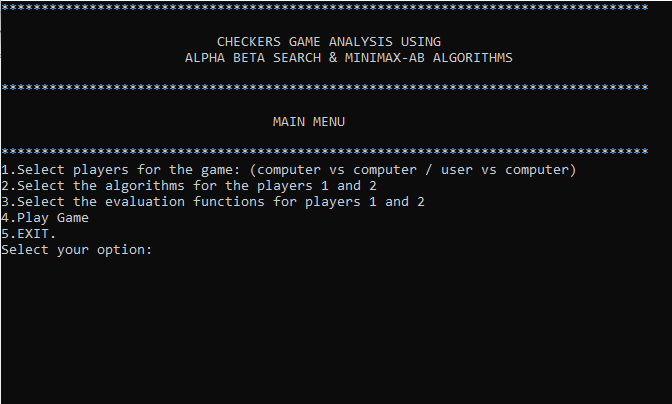 *********************************************************************************
CHECKERS GAME ANALYSIS USING
ALPHA BETA SEARCH & MINIMAX-AB ALGORITHMS
*********************************************************************************
MAIN MENU
*********************************************************************************
1.Select players for the game: (computer vs computer / user vs computer)
2.Select the algorithms for the players 1 and 2
3.Select the evaluation functions for players 1 and 2
4.Play Game
5.EXIT.
Select your option: